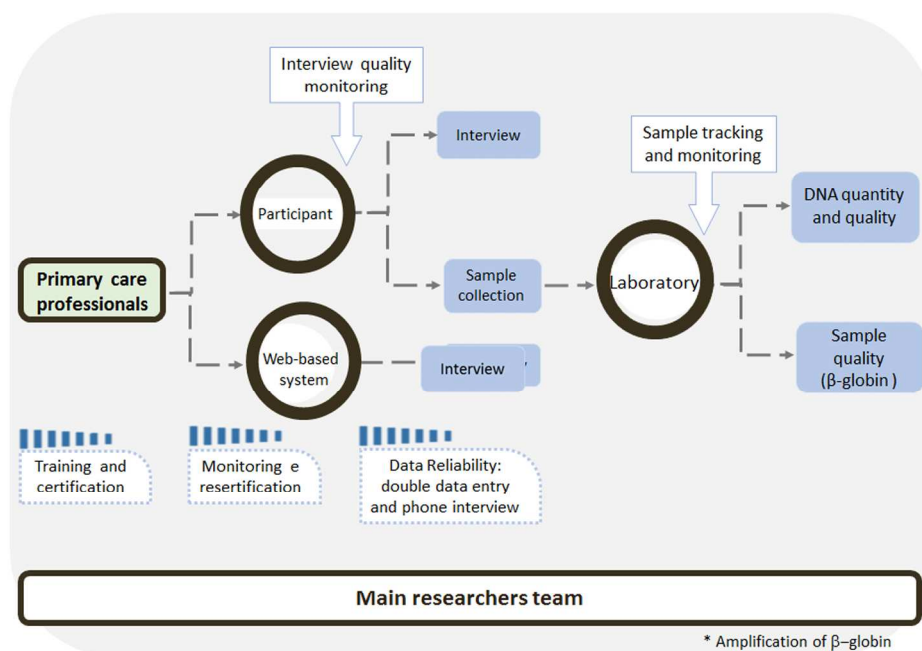 Interview quality
monitoring
Interview
Sample tracking
and monitoring
Participant
DNA quantity
and quality
Primary care
professionals
Sample
collection
Laboratory
Web-based
system
Interview
Sample
quality
(β-globin )
Training and
certification
Monitoring e
resertification
Data Reliability:
double data entry
and phone interview
Main researchers team
* Amplification of β–globin